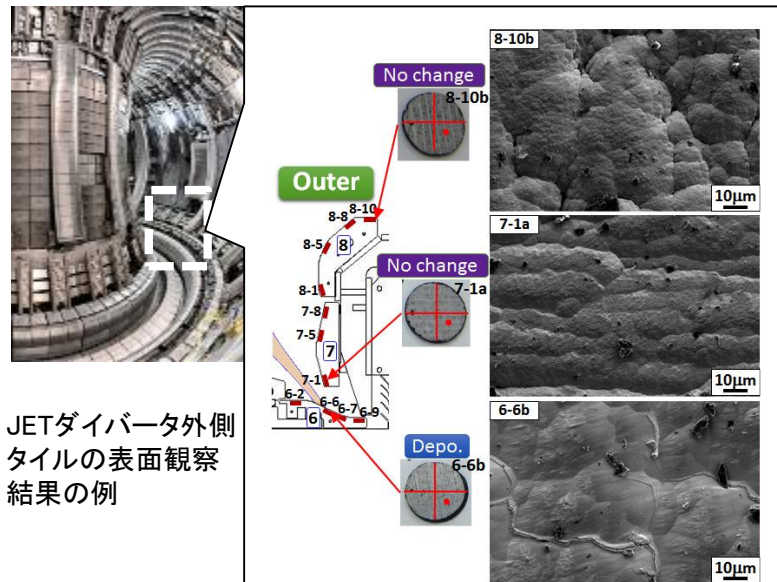 8-10b
No change
8-10b
10μm
Outer
8-10
8-8
8
8-5
7-1a
No change
7-1a
8-1
7-8
7-5
7
10μm
7-1
6-2
6-6
6-7
6-9
6
6-6b
JETダイバータ外側
タイルの表面観察
結果の例
Depo.
6-6b
10μm